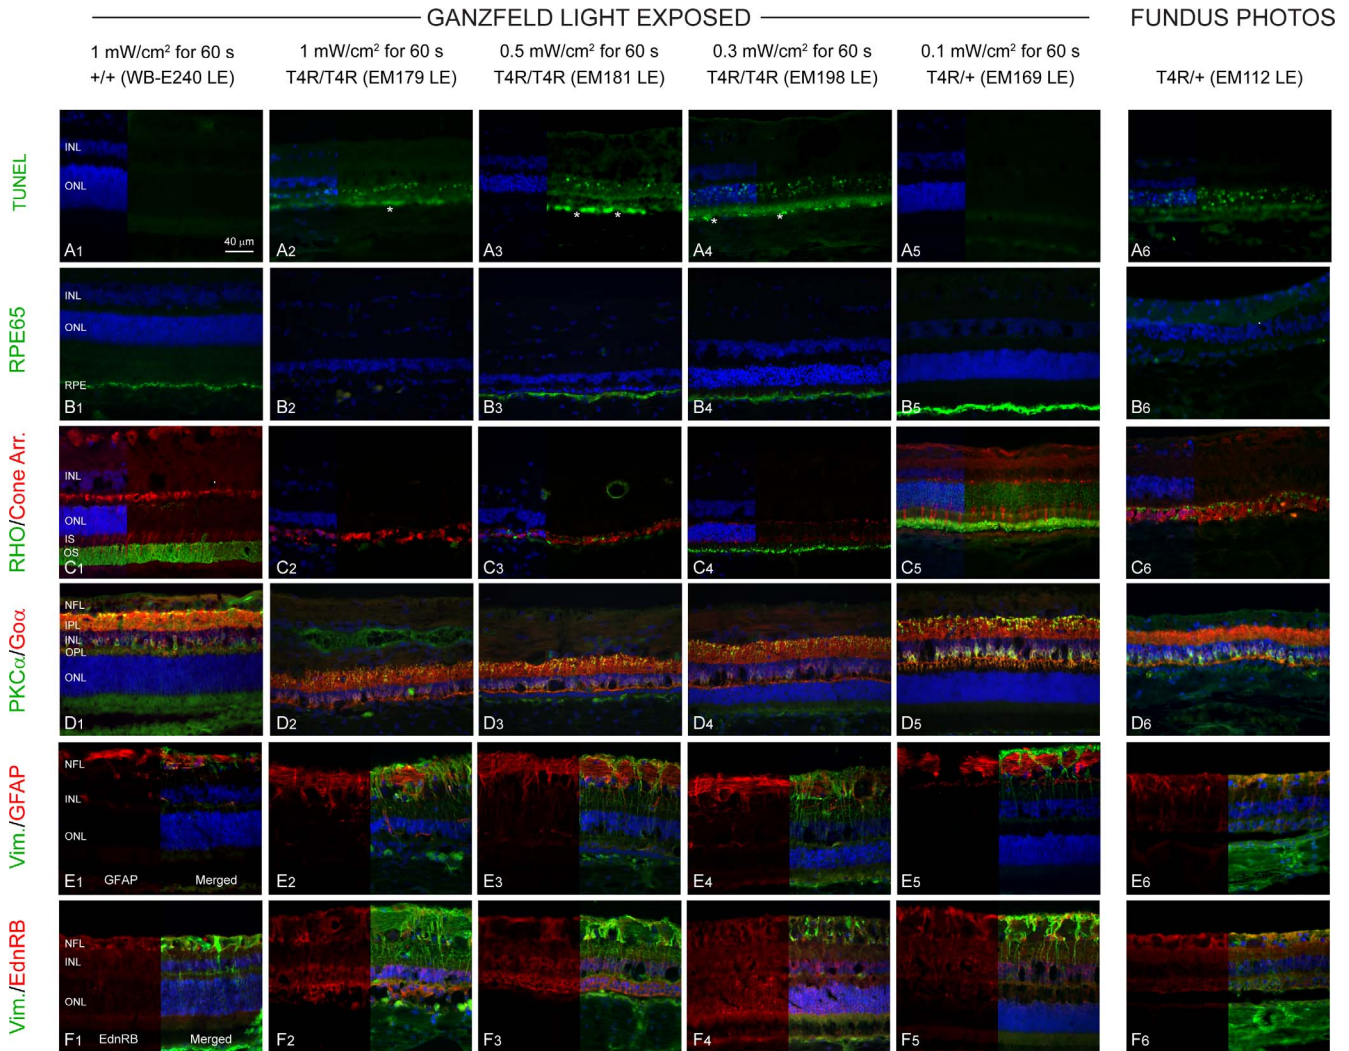 GANZFELD LIGHT EXPOSED
FUNDUS PHOTOS
1 mW/cm² for 60 s
+/+ (WB-E240 LE)
1 mW/cm² for 60 s
T4R/T4R (EM179 LE)
0.5 mW/cm² for 60 s
T4R/T4R (EM181 LE)
0.3 mW/cm² for 60 s
T4R/T4R (EM198 LE)
0.1 mW/cm² for 60 s
T4R/+ (EM169 LE)
T4R/+ (EM112 LE)
TUNEL
INL
ONL
40 µm
A1
A2
*
A3
* *
A4
* *
A5
A6
RPE65
INL
ONL
RPE
B1
B2
B3
B4
B5
B6
RHO/Cone Arr.
INL
ONL
IS
OS
C1
C2
C3
C4
C5
C6
PKCα/Goα
NFL
IPL
INL
OPL
ONL
D1
D2
D3
D4
D5
D6
Vim./GFAP
NFL
INL
ONL
E1 GFAP Merged
E2
E3
E4
E5
E6
Vim./EdnRB
NFL
INL
ONL
F1 EdnRB Merged
F2
F3
F4
F5
F6